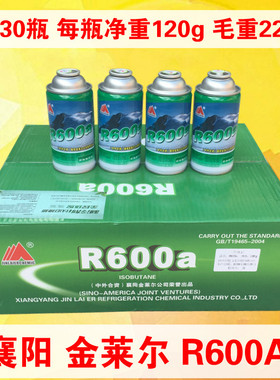 30瓶 每瓶净重120g 毛重22
R600a
R600a
R600a
R600a
R600a
CARRY OUT THE STANDARD
GB/T19465-2004
R600a
ISOBUTANE
(中外合资)襄阳金莱尔公司荣誉出品
(SINO-AMERICA JOINT VENTURES)
XIANGYANG JIN LAI ER REFRIGERATION CHEMICAL INDUSTRY CO.,LTD
襄阳 金莱尔 R600A